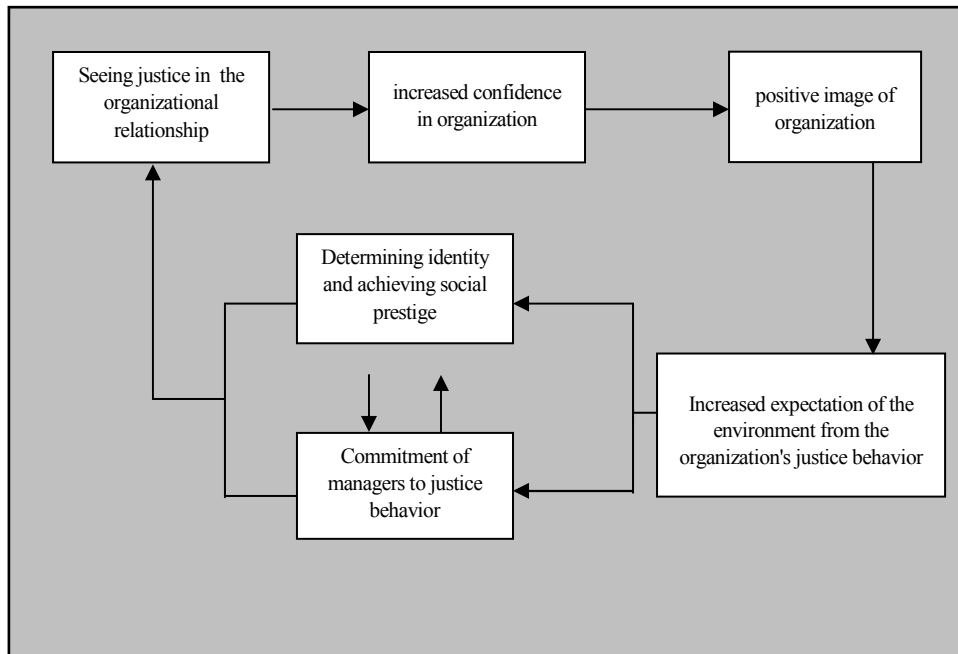 Seeing justice in the
organizational
relationship
increased confidence
in organization
positive image of
organization
Determining identity
and achieving social
prestige
Increased expectation of the
environment from the
organization's justice behavior
Commitment of
managers to justice
behavior